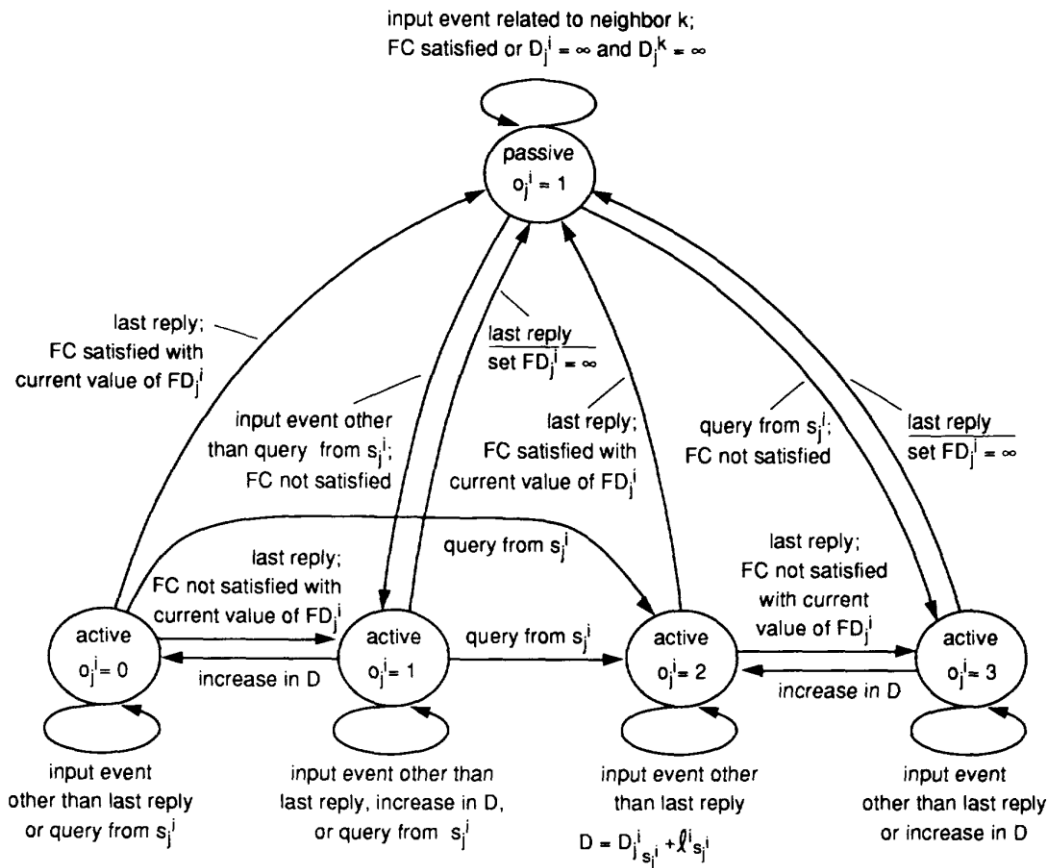 input event related to neighbor k;
FC satisfied or D_j^i = ∞ and D_j^k = ∞
passive
o_j^i = 1
last reply;
FC satisfied with
current value of FD_j^i
input event other
than query from s_j^i;
FC not satisfied
last reply
set FD_j^i = ∞
last reply;
FC satisfied with
current value of FD_j^i
query from s_j^i;
FC not satisfied
last reply
set FD_j^i = ∞
last reply;
FC not satisfied with
current value of FD_j^i
query from s_j^i
last reply;
FC not satisfied
with current
value of FD_j^i
active
o_j^i = 0
increase in D
active
o_j^i = 1
query from s_j^i
active
o_j^i = 2
increase in D
active
o_j^i = 3
input event
other than last reply
or query from s_j^i
input event other than
last reply, increase in D,
or query from s_j^i
input event other
than last reply
D = D_j^i_{s_j^i} + ℓ^i_{s_j^i}
input event
other than last reply
or increase in D